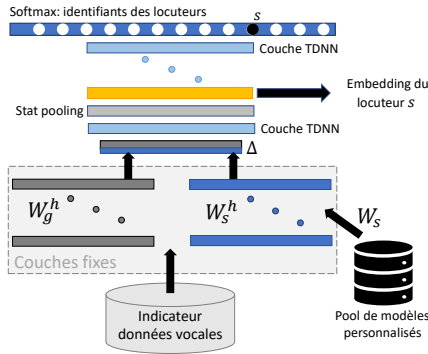 Softmax: identifiants des locuteurs
s
Couche TDNN
Embedding du
locuteur s
Stat pooling
Couche TDNN
Δ
W_g^h
W_s^h
W_s
Couches fixes
Indicateur
données vocales
Pool de modèles
personnalisés